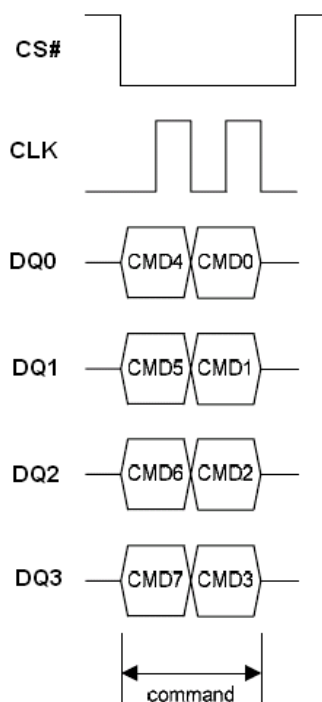 CS#
CLK
DQ0 CMD4 CMD0
DQ1 CMD5 CMD1
DQ2 CMD6 CMD2
DQ3 CMD7 CMD3
command